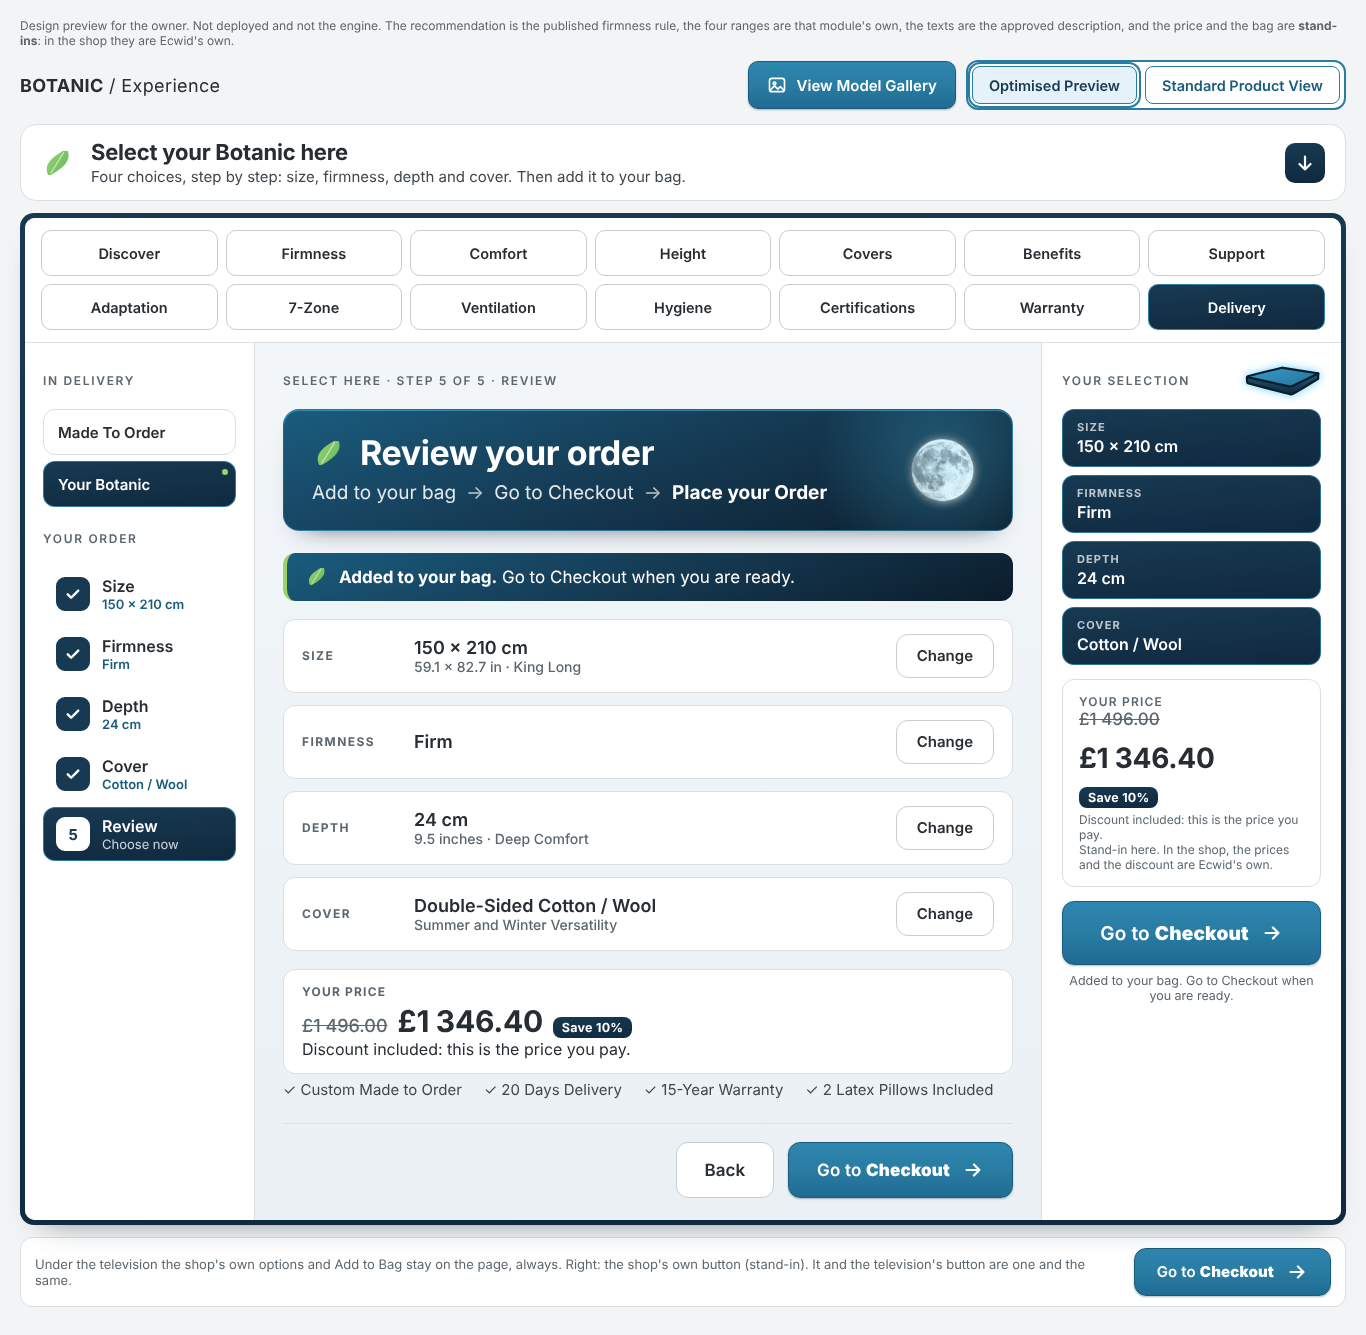 Design preview for the owner. Not deployed and not the engine. The recommendation is the published firmness rule, the four ranges are that module's own, the texts are the approved description, and the price and the bag are stand-
ins: in the shop they are Ecwid's own.
BOTANIC / Experience
View Model Gallery
Optimised Preview
Standard Product View
Select your Botanic here
Four choices, step by step: size, firmness, depth and cover. Then add it to your bag.
Discover
Firmness
Comfort
Height
Covers
Benefits
Support
Adaptation
7-Zone
Ventilation
Hygiene
Certifications
Warranty
Delivery
IN DELIVERY
Made To Order
Your Botanic
YOUR ORDER
Size
150 × 210 cm
Firmness
Firm
Depth
24 cm
Cover
Cotton / Wool
5
Review
Choose now
SELECT HERE · STEP 5 OF 5 · REVIEW
Review your order
Add to your bag → Go to Checkout → Place your Order
Added to your bag. Go to Checkout when you are ready.
SIZE
150 × 210 cm
59.1 × 82.7 in · King Long
Change
FIRMNESS
Firm
Change
DEPTH
24 cm
9.5 inches · Deep Comfort
Change
COVER
Double-Sided Cotton / Wool
Summer and Winter Versatility
Change
YOUR PRICE
£1 496.00 £1 346.40 Save 10%
Discount included: this is the price you pay.
✓ Custom Made to Order ✓ 20 Days Delivery ✓ 15-Year Warranty ✓ 2 Latex Pillows Included
Back
Go to Checkout →
YOUR SELECTION
SIZE
150 × 210 cm
FIRMNESS
Firm
DEPTH
24 cm
COVER
Cotton / Wool
YOUR PRICE
£1 496.00
£1 346.40
Save 10%
Discount included: this is the price you
pay.
Stand-in here. In the shop, the prices
and the discount are Ecwid's own.
Go to Checkout →
Added to your bag. Go to Checkout when
you are ready.
Under the television the shop's own options and Add to Bag stay on the page, always. Right: the shop's own button (stand-in). It and the television's button are one and the
same.
Go to Checkout →